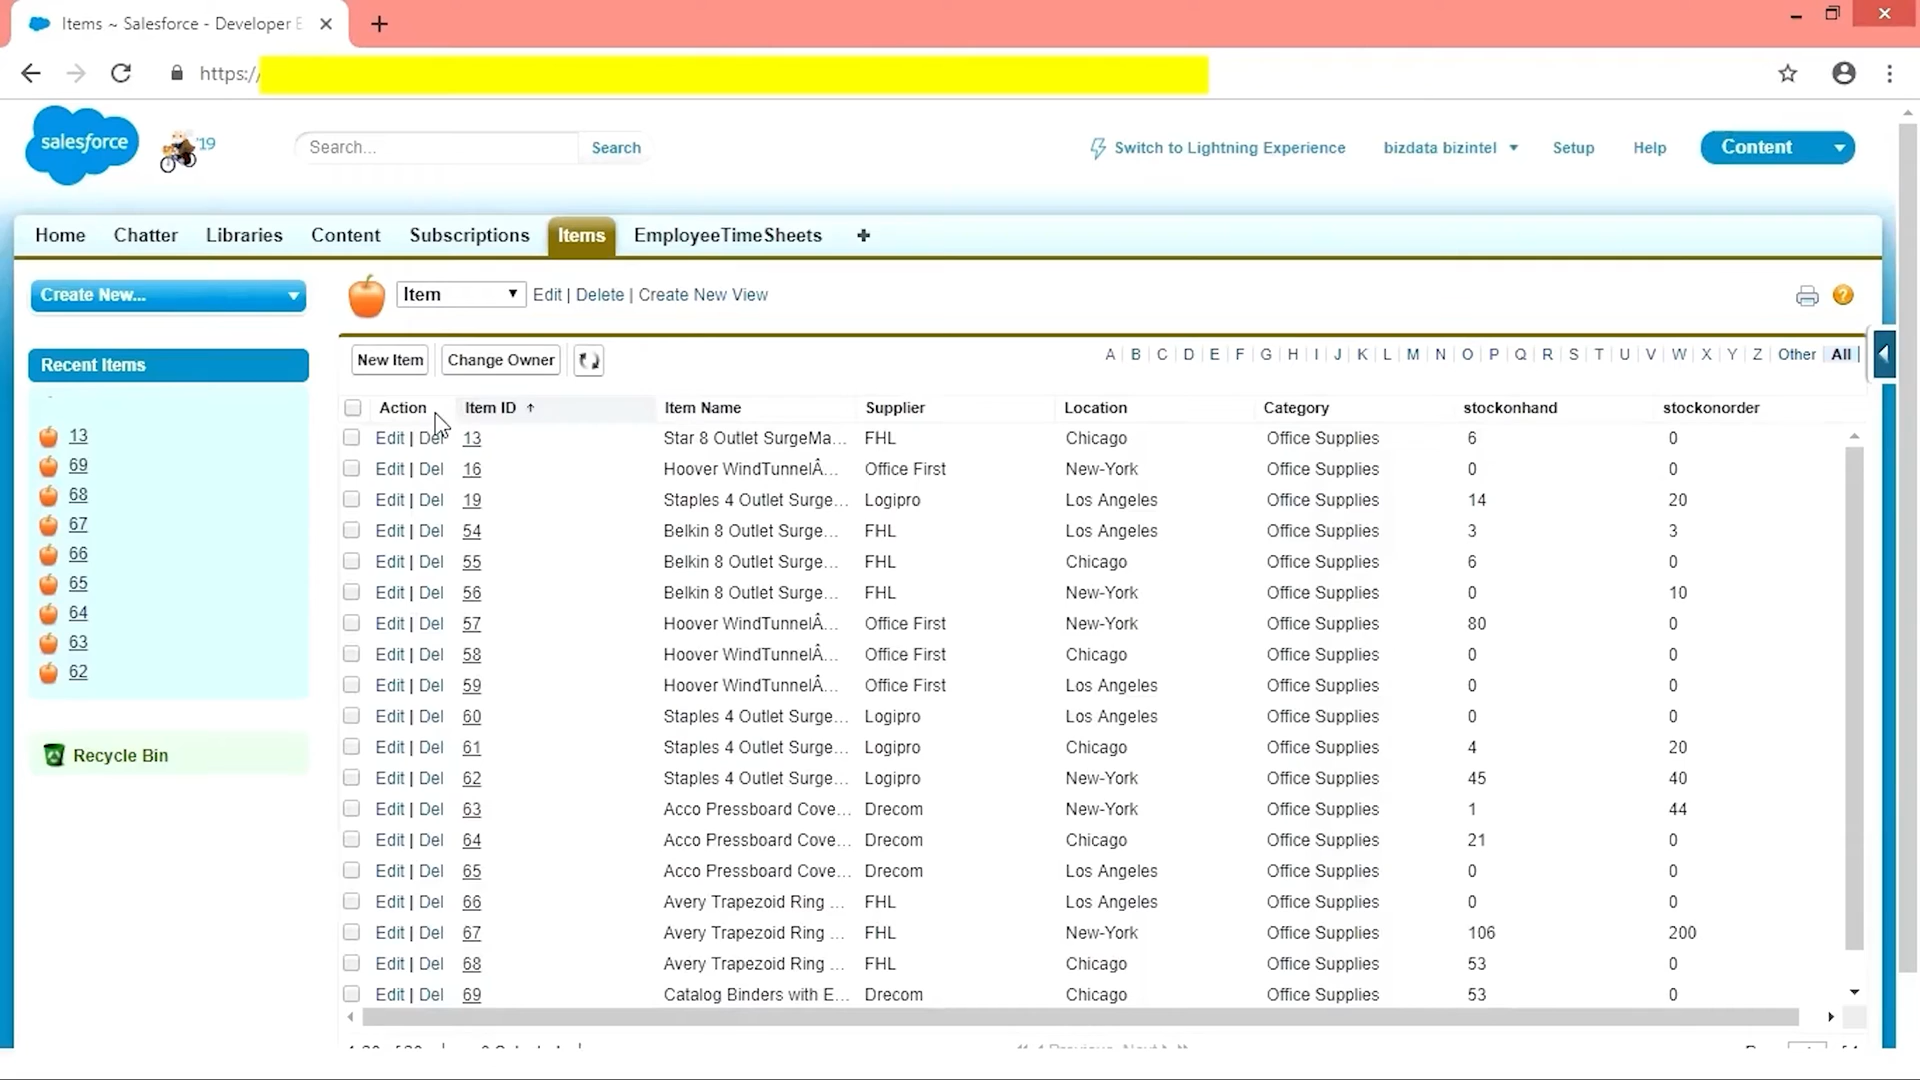 Items ~ Salesforce - Developer E
https://
salesforce
'19
Search...
Search
Switch to Lightning Experience
bizdata bizintel
Setup
Help
Content
Home Chatter Libraries Content Subscriptions Items EmployeeTimeSheets +
Create New...
Item Edit | Delete | Create New View
Recent Items
13
69
68
67
66
65
64
63
62
Recycle Bin
New Item Change Owner
A B C D E F G H I J K L M N O P Q R S T U V W X Y Z Other All
Action Item ID Item Name Supplier Location Category stockonhand stockonorder
Edit | Del 13 Star 8 Outlet SurgeMa... FHL Chicago Office Supplies 6 0
Edit | Del 16 Hoover WindTunnelÂ... Office First New-York Office Supplies 0 0
Edit | Del 19 Staples 4 Outlet Surge... Logipro Los Angeles Office Supplies 14 20
Edit | Del 54 Belkin 8 Outlet Surge... FHL Los Angeles Office Supplies 3 3
Edit | Del 55 Belkin 8 Outlet Surge... FHL Chicago Office Supplies 6 0
Edit | Del 56 Belkin 8 Outlet Surge... FHL New-York Office Supplies 0 10
Edit | Del 57 Hoover WindTunnelÂ... Office First New-York Office Supplies 80 0
Edit | Del 58 Hoover WindTunnelÂ... Office First Chicago Office Supplies 0 0
Edit | Del 59 Hoover WindTunnelÂ... Office First Los Angeles Office Supplies 0 0
Edit | Del 60 Staples 4 Outlet Surge... Logipro Los Angeles Office Supplies 0 0
Edit | Del 61 Staples 4 Outlet Surge... Logipro Chicago Office Supplies 4 20
Edit | Del 62 Staples 4 Outlet Surge... Logipro New-York Office Supplies 45 40
Edit | Del 63 Acco Pressboard Cove... Drecom New-York Office Supplies 1 44
Edit | Del 64 Acco Pressboard Cove... Drecom Chicago Office Supplies 21 0
Edit | Del 65 Acco Pressboard Cove... Drecom Los Angeles Office Supplies 0 0
Edit | Del 66 Avery Trapezoid Ring ... FHL Los Angeles Office Supplies 0 0
Edit | Del 67 Avery Trapezoid Ring ... FHL New-York Office Supplies 106 200
Edit | Del 68 Avery Trapezoid Ring ... FHL Chicago Office Supplies 53 0
Edit | Del 69 Catalog Binders with E... Drecom Chicago Office Supplies 53 0